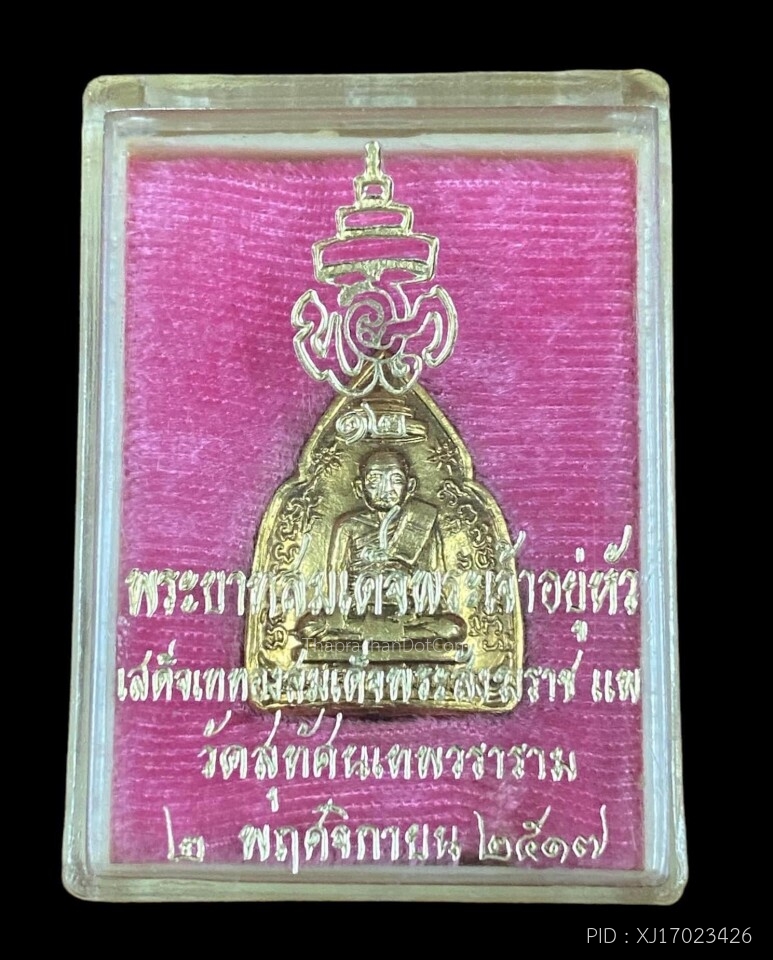 ๑๒
พระบาทสมเด็จพระเจ้าอยู่หัว
เสด็จเททองสมเด็จพระสังฆราช แพ
วัดสุทัศนเทพวราราม
๒ พฤศจิกายน ๒๕๑๗
ThaprachanDotCom
PID : XJ17023426